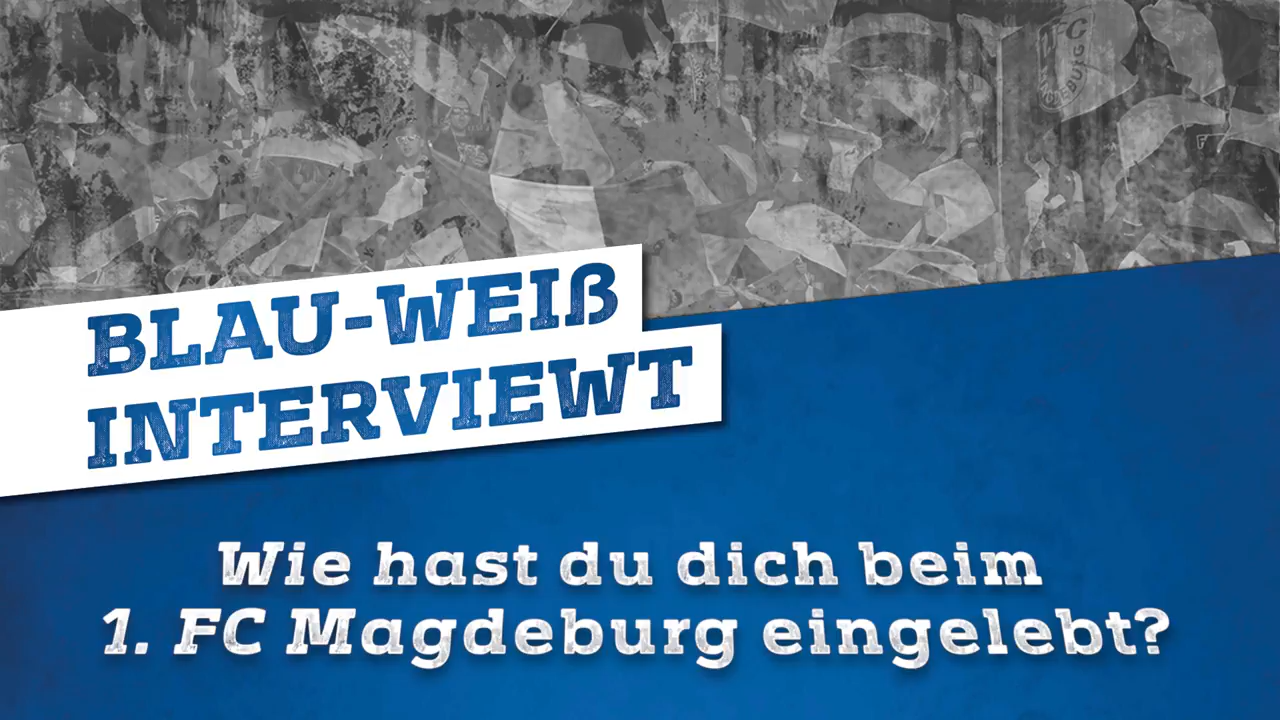 BLAU-WEIß
INTERVIEWT
Wie hast du dich beim
1. FC Magdeburg eingelebt?